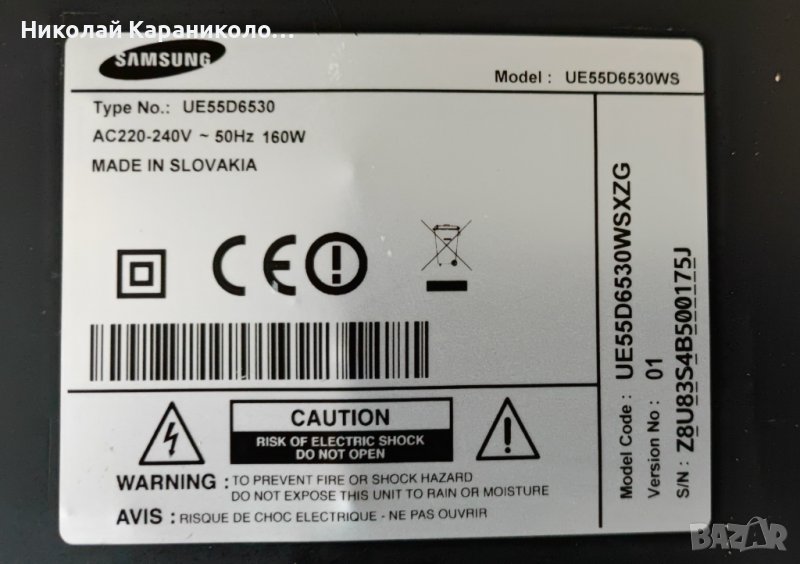 Николай Караниколо...
SAMSUNG
Model : UE55D6530WS
Type No.: UE55D6530
AC220-240V ~ 50Hz 160W
MADE IN SLOVAKIA
CE
CAUTION
RISK OF ELECTRIC SHOCK
DO NOT OPEN
WARNING : TO PREVENT FIRE OR SHOCK HAZARD
DO NOT EXPOSE THIS UNIT TO RAIN OR MOISTURE
AVIS : RISQUE DE CHOC ELECTRIQUE - NE PAS OUVRIR
Model Code : UE55D6530WSXZG
Version No : 01
S/N : Z8U83S4B500175J
BAZAR